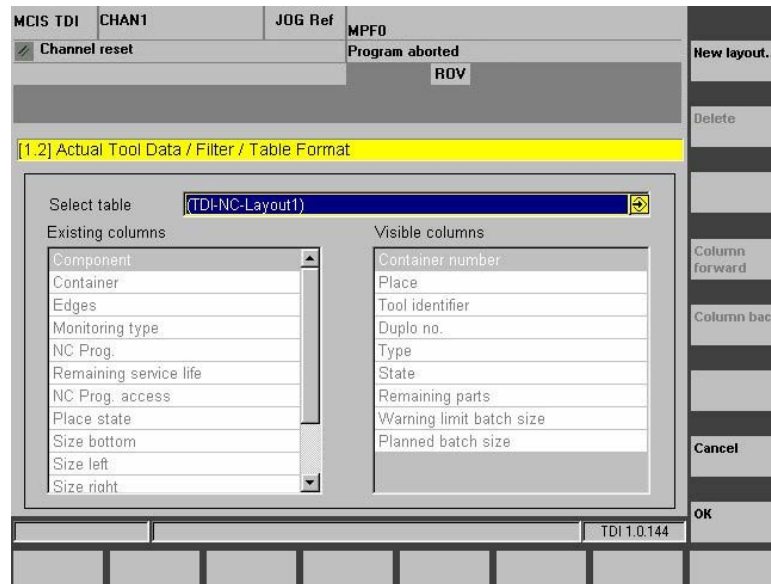 MCIS TDI CHAN1 JOG Ref MPF0
Channel reset Program aborted
ROV
New layout..
Delete
[1.2] Actual Tool Data / Filter / Table Format
Select table (TDI-NC-Layout1)
Existing columns Visible columns
Component Container number
Container Place
Edges Tool identifier
Monitoring type Duplo no.
NC Prog. Type
Remaining service life State
NC Prog. access Remaining parts
Place state Warning limit batch size
Size bottom Planned batch size
Size left
Size right
Column
forward
Column bac
Cancel
OK
TDI 1.0.144